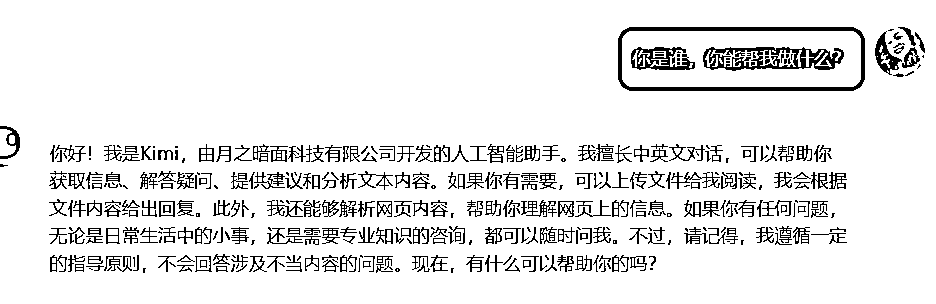 你是谁，你能帮我做什么？
你好！我是Kimi，由月之暗面科技有限公司开发的人工智能助手。我擅长中英文对话，可以帮助你
获取信息、解答疑问、提供建议和分析文本内容。如果你有需要，可以上传文件给我阅读，我会根据
文件内容给出回复。此外，我还能够解析网页内容，帮助你理解网页上的信息。如果你有任何问题，
无论是日常生活中的小事，还是需要专业知识的咨询，都可以随时问我。不过，请记得，我遵循一定
的指导原则，不会回答涉及不当内容的问题。现在，有什么可以帮助你的吗？